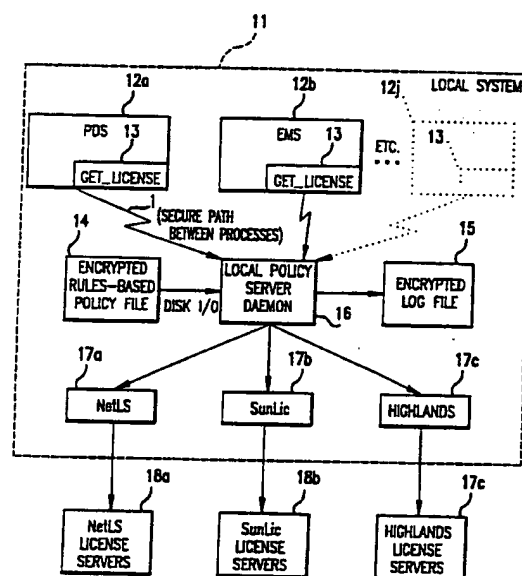 11
12a
12b
12j
LOCAL SYSTEM
PDS
13
GET_LICENSE
EMS
13
GET_LICENSE
ETC.
13
1
(SECURE PATH
BETWEEN PROCESSES)
14
15
ENCRYPTED
RULES-BASED
POLICY FILE
DISK I/O
LOCAL POLICY
SERVER
DAEMON
16
ENCRYPTED
LOG FILE
17a
17b
17c
NetLS
SunLic
HIGHLANDS
18a
18b
17c
NetLS
LICENSE
SERVERS
SunLic
LICENSE
SERVERS
HIGHLANDS
LICENSE
SERVERS